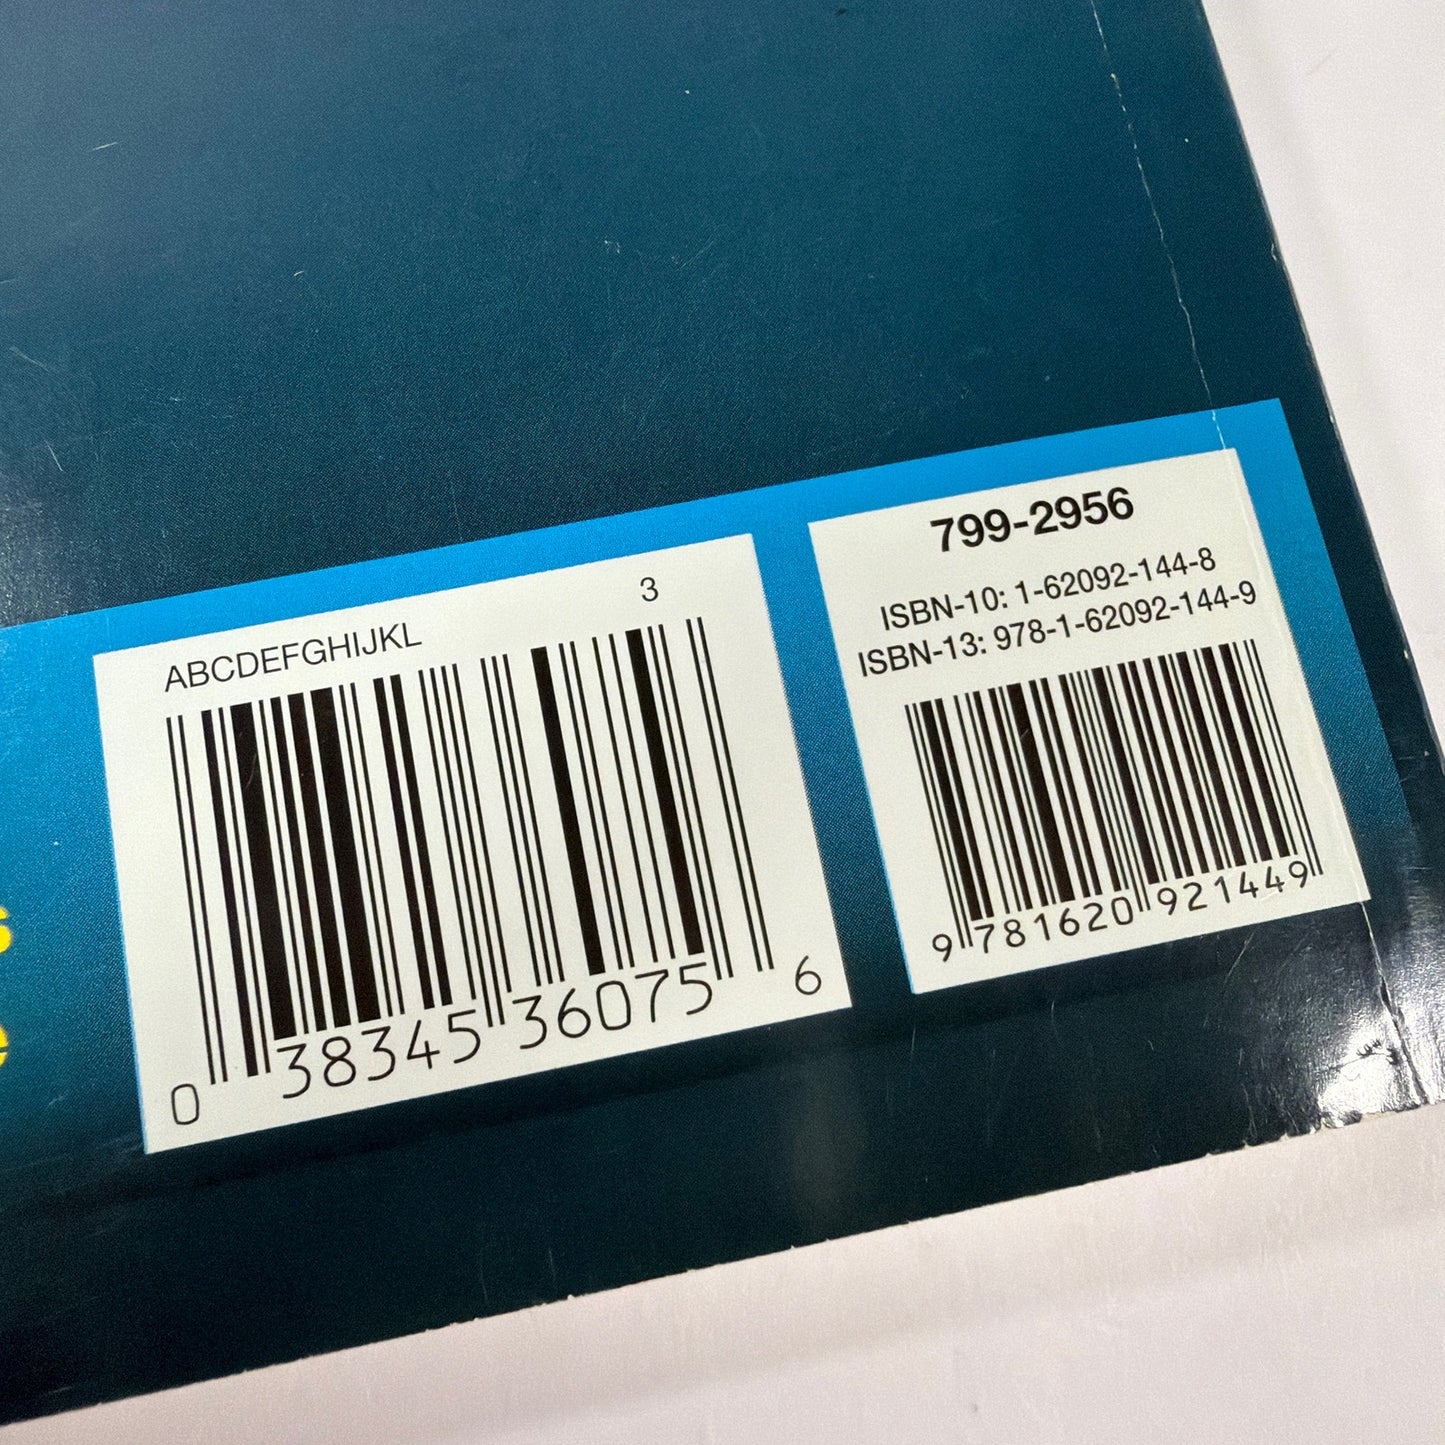 s
e
3
ABCDEFGHIJKL
0 38345 36075 6
799-2956
ISBN-10: 1-62092-144-8
ISBN-13: 978-1-62092-144-9
9 781620 921449